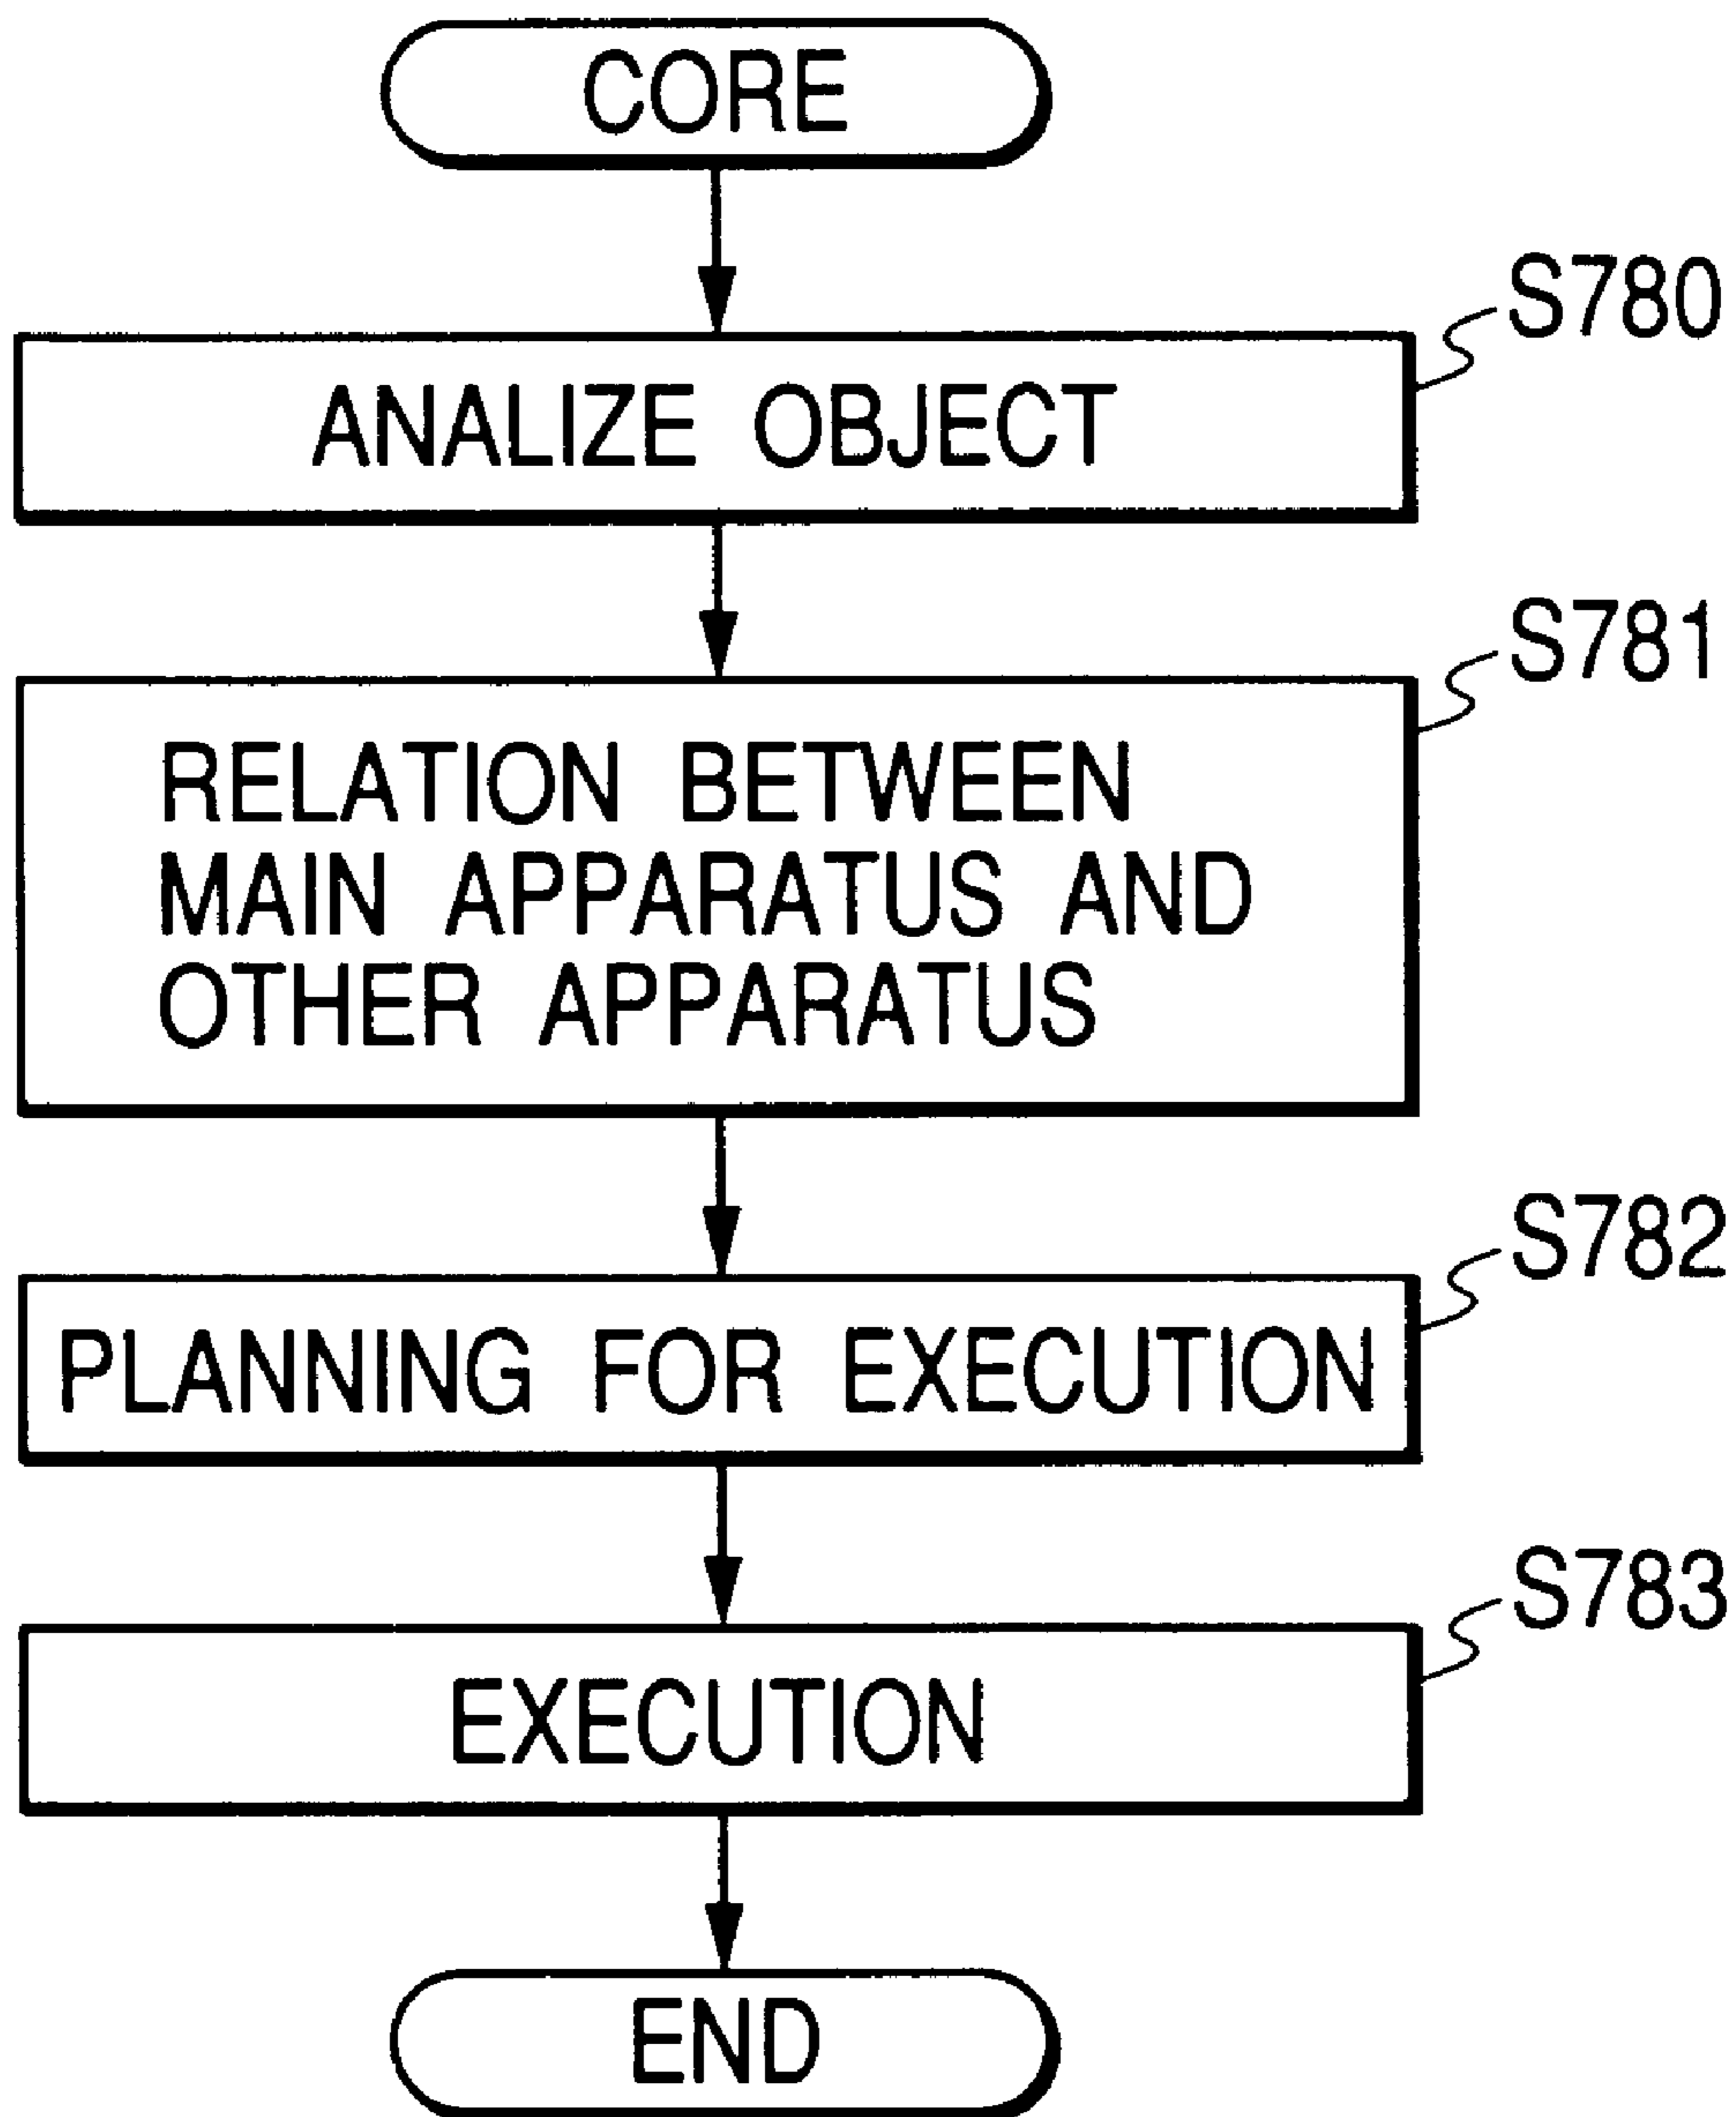 CORE
S780
ANALIZE OBJECT
S781
RELATION BETWEEN
MAIN APPARATUS AND
OTHER APPARATUS
S782
PLANNING FOR EXECUTION
S783
EXECUTION
END